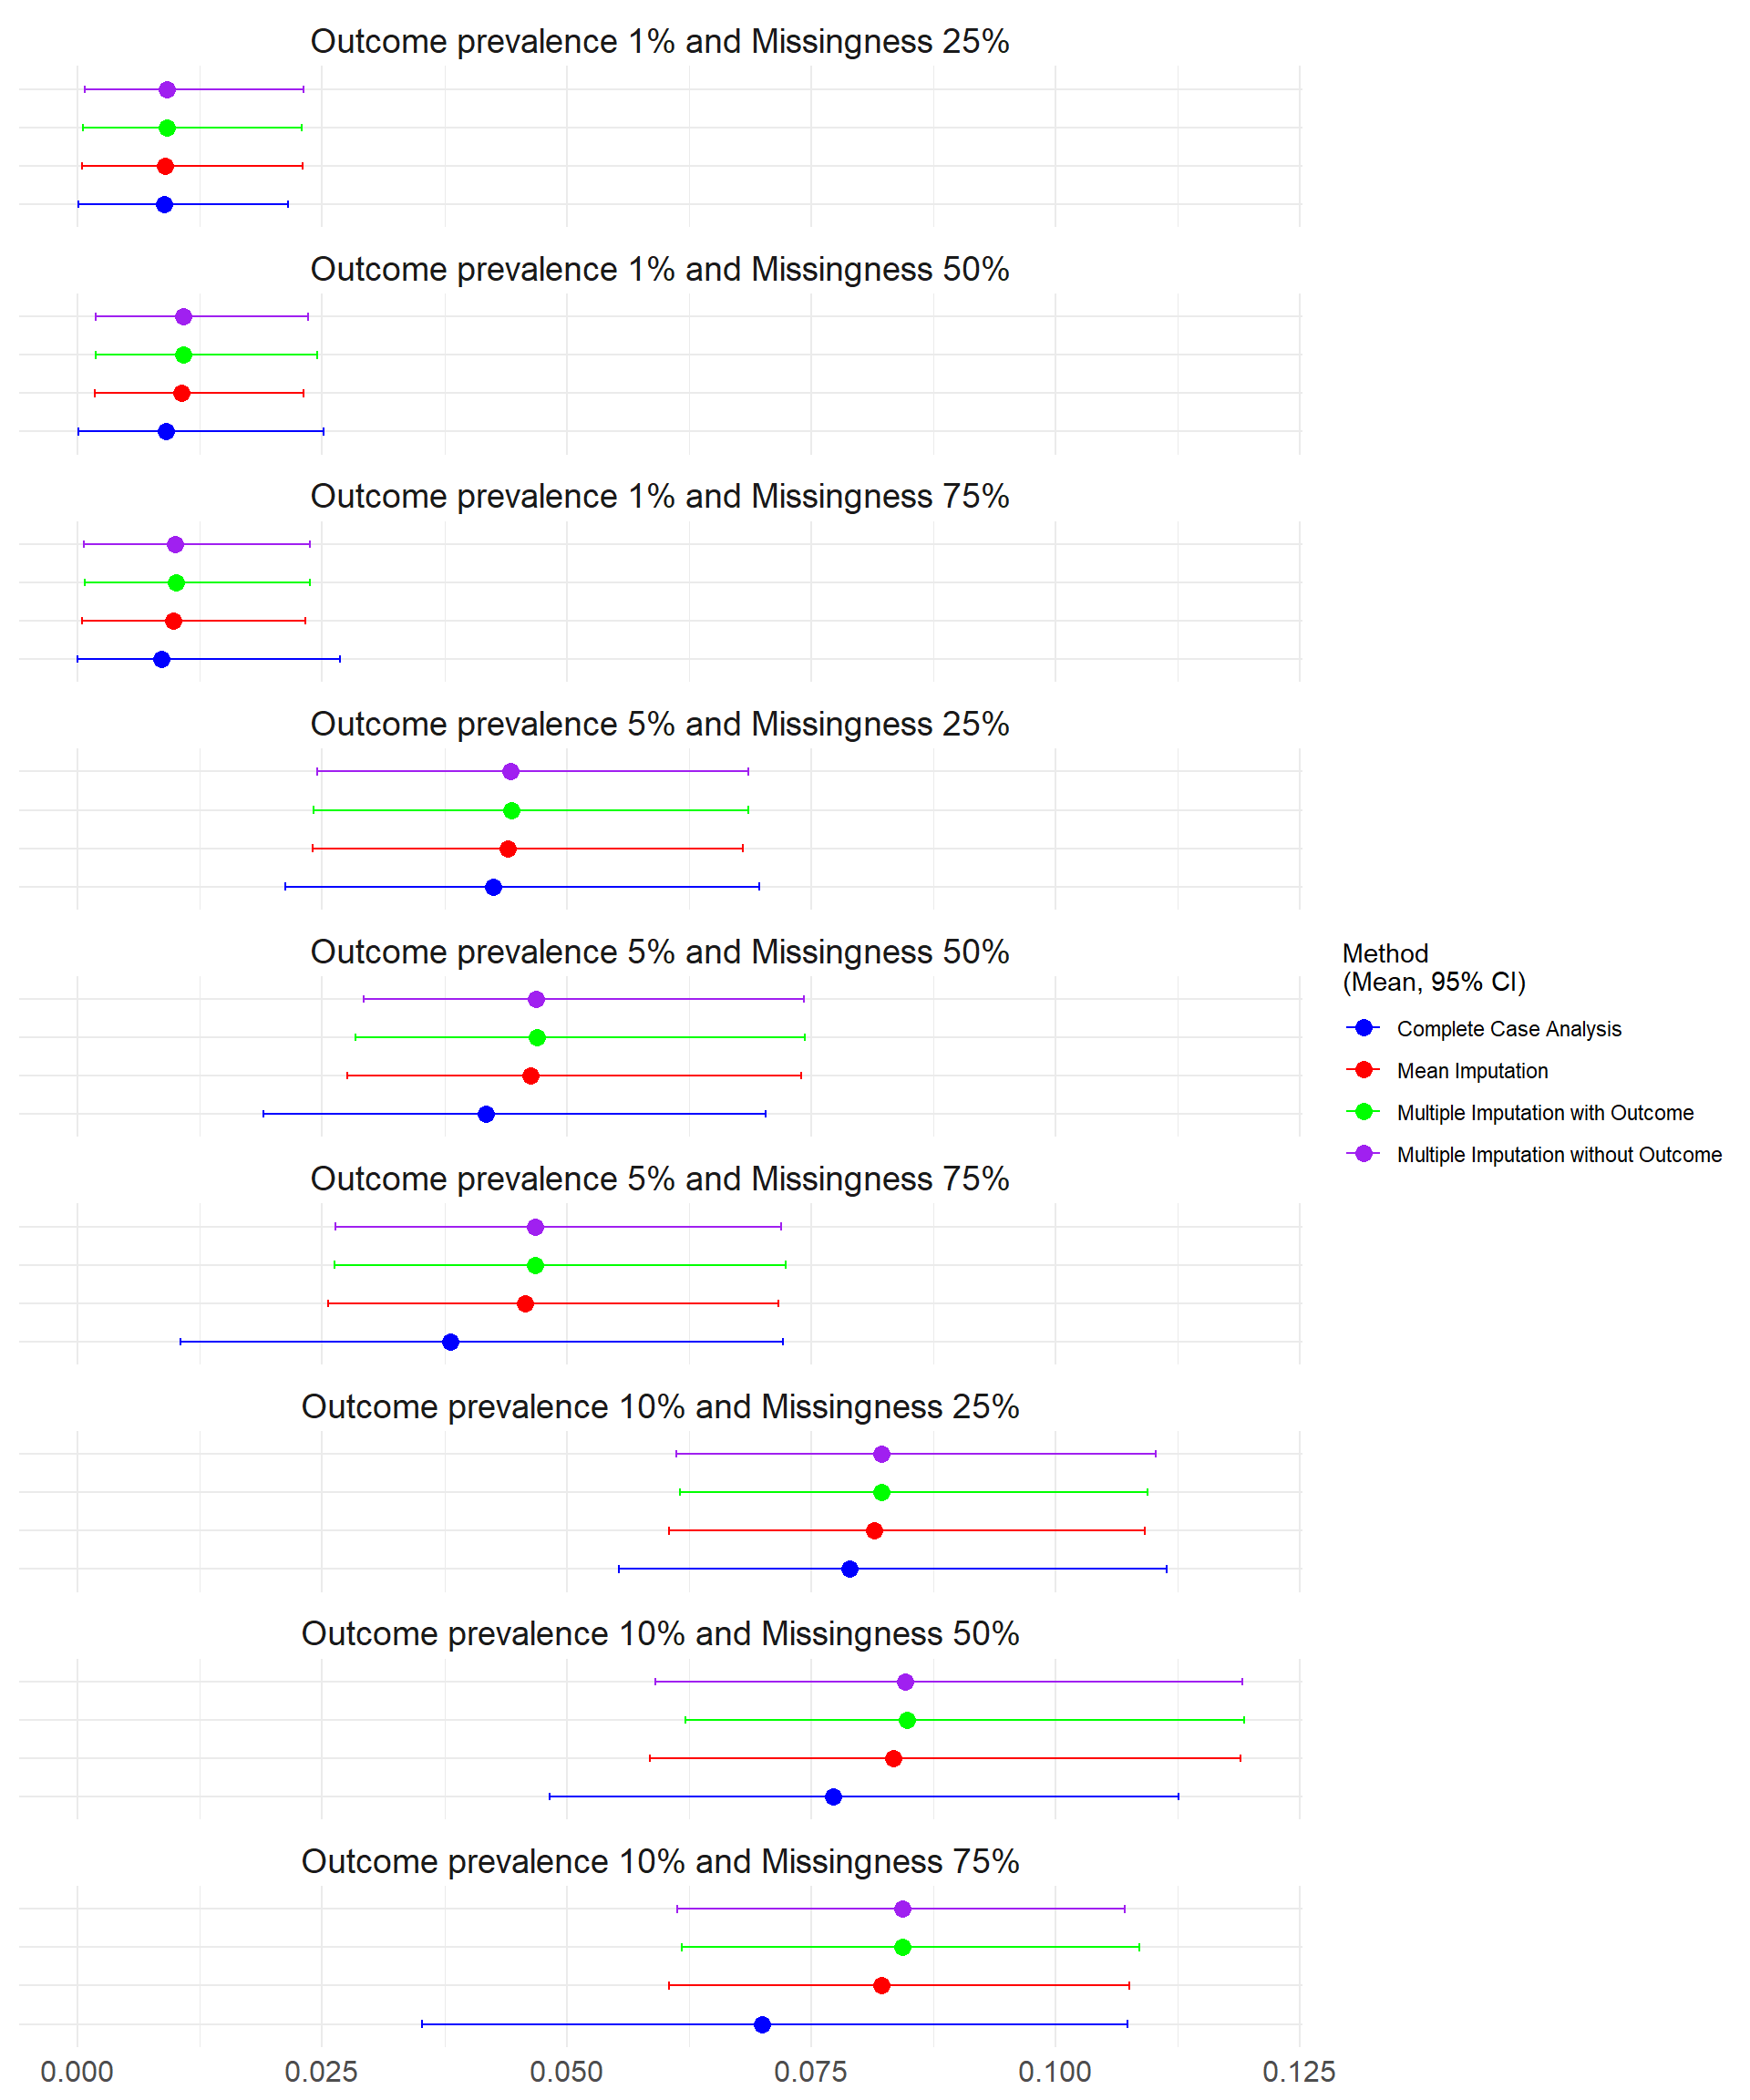 Outcome prevalence 1% and Missingness 25%
Outcome prevalence 1% and Missingness 50%
Outcome prevalence 1% and Missingness 75%
Outcome prevalence 5% and Missingness 25%
Outcome prevalence 5% and Missingness 50%
Outcome prevalence 5% and Missingness 75%
Outcome prevalence 10% and Missingness 25%
Outcome prevalence 10% and Missingness 50%
Outcome prevalence 10% and Missingness 75%
0.000 0.025 0.050 0.075 0.100 0.125
Method
(Mean, 95% CI)
Complete Case Analysis
Mean Imputation
Multiple Imputation with Outcome
Multiple Imputation without Outcome